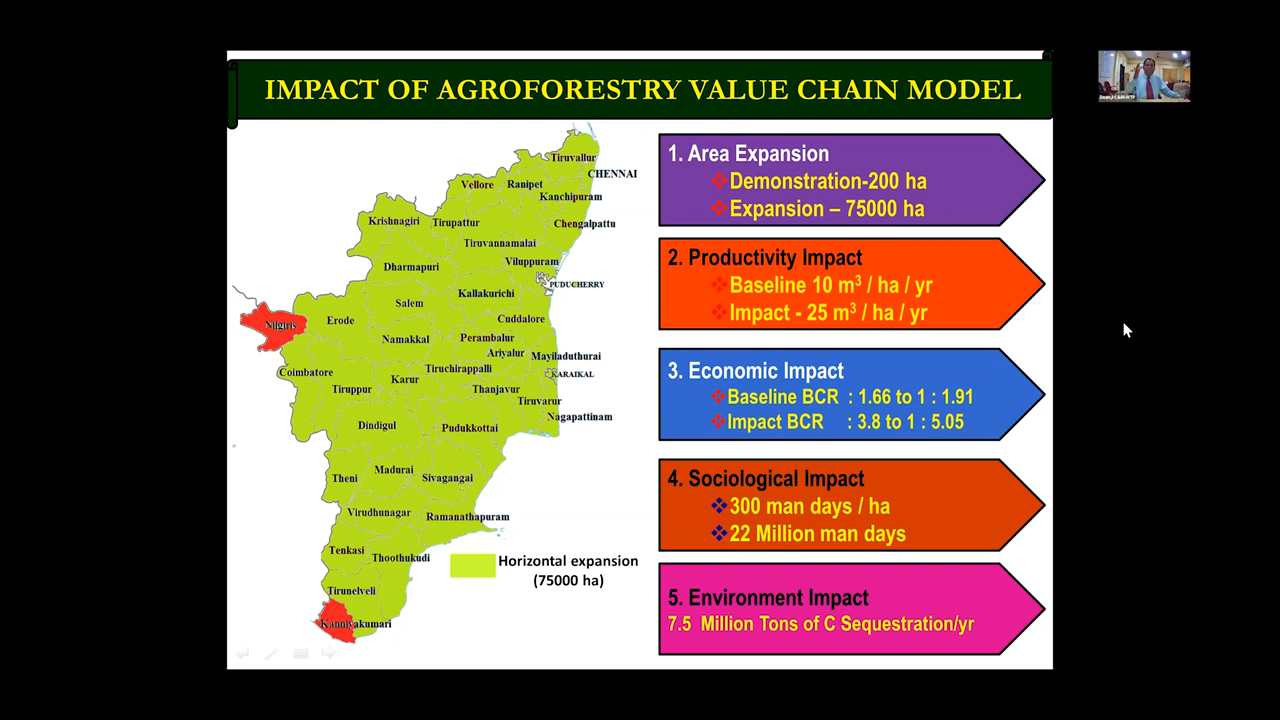 IMPACT OF AGROFORESTRY VALUE CHAIN MODEL
Tiruvallur
CHENNAI
Vellore
Ranipet
Kanchipuram
Krishnagiri
Tirupattur
Chengalpattu
Tiruvannamalai
Viluppuram
Dharmapuri
PUDUCHERRY
Kallakurichi
Salem
Nilgiris
Erode
Cuddalore
Namakkal
Perambalur
Ariyalur
Mayiladuthurai
Coimbatore
Tiruchirappalli
KARAIKAL
Karur
Tiruppur
Thanjavur
Tiruvarur
Nagapattinam
Dindigul
Pudukkottai
Madurai
Theni
Sivagangai
Virudhunagar
Ramanathapuram
Tenkasi
Thoothukudi
Tirunelveli
Kanniyakumari
Horizontal expansion
(75000 ha)
1. Area Expansion
❖Demonstration-200 ha
❖Expansion – 75000 ha
2. Productivity Impact
❖Baseline 10 m³ / ha / yr
❖Impact - 25 m³ / ha / yr
3. Economic Impact
❖Baseline BCR : 1.66 to 1 : 1.91
❖Impact BCR : 3.8 to 1 : 5.05
4. Sociological Impact
❖300 man days / ha
❖22 Million man days
5. Environment Impact
7.5 Million Tons of C Sequestration/yr